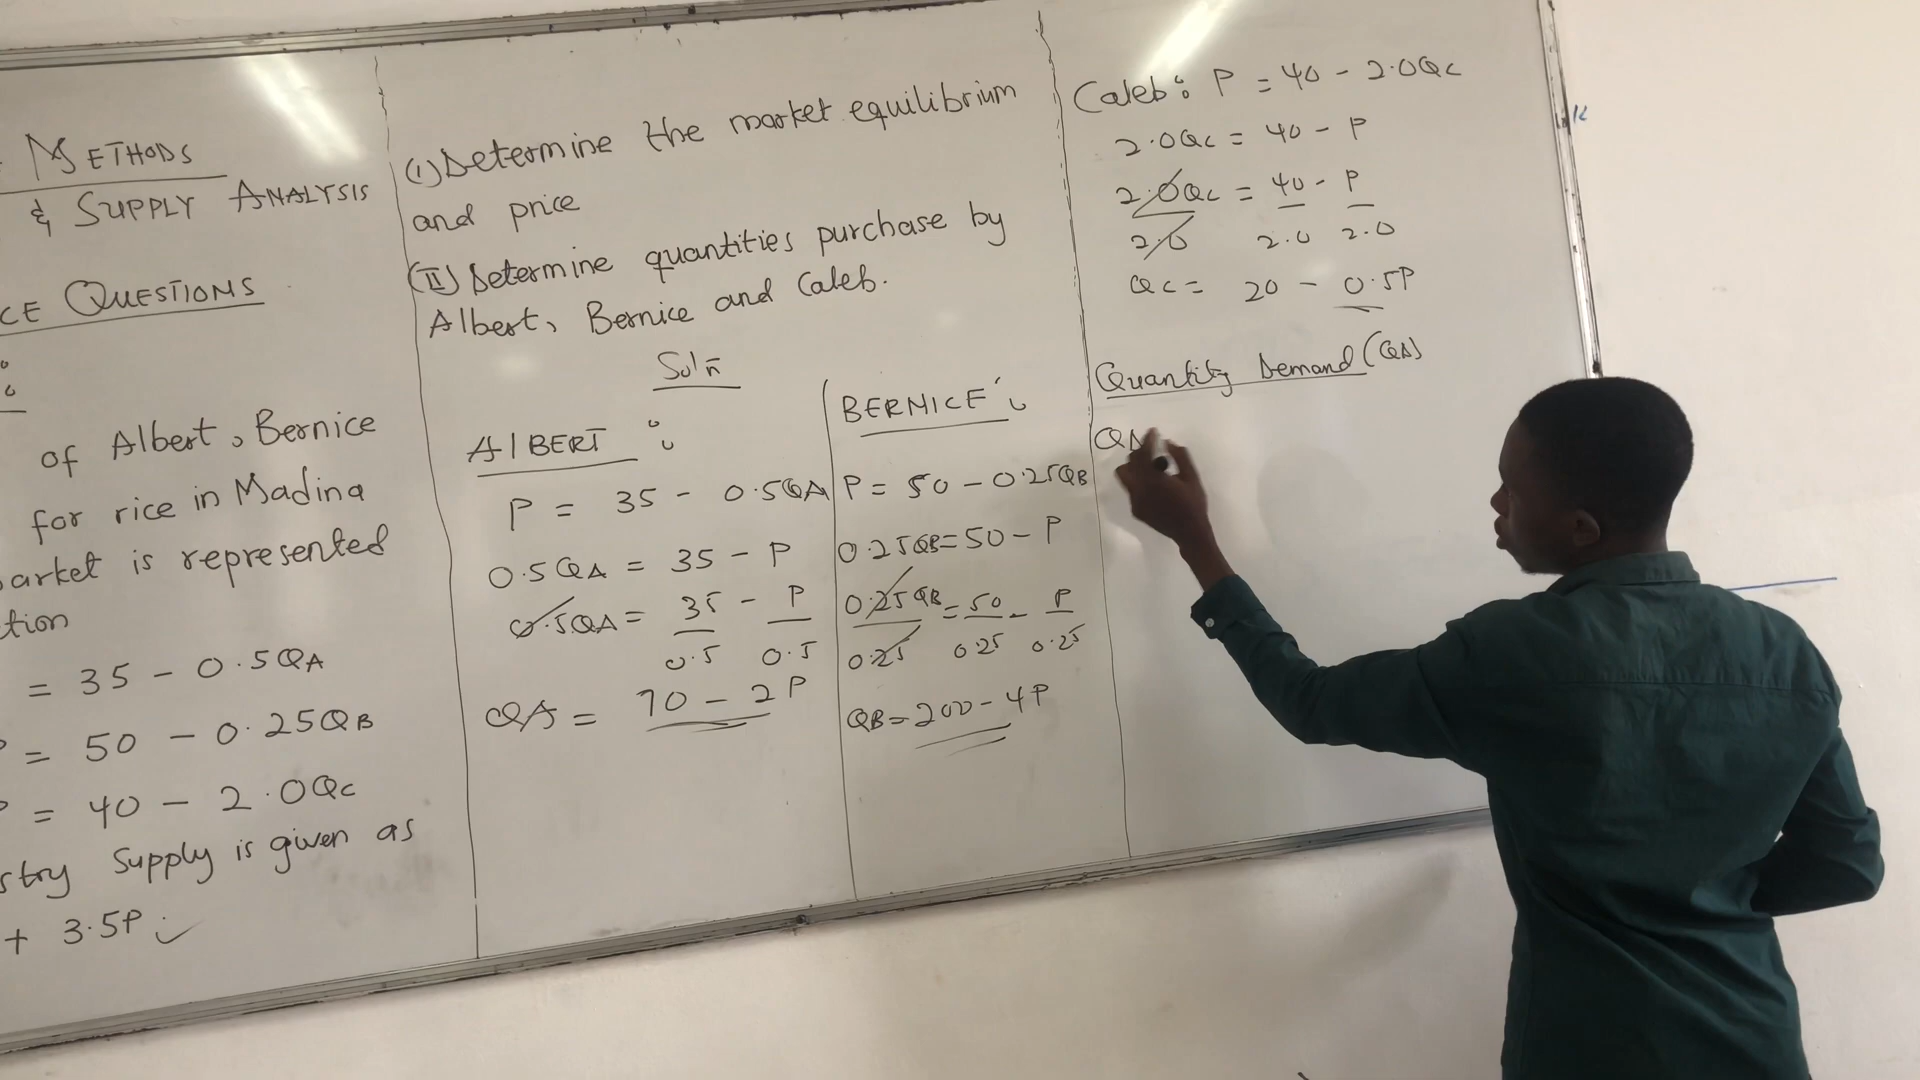 METHODS
& SUPPLY ANALYSIS
CE QUESTIONS
of Albert, Bernice
for rice in Madina
arket is represented
tion
= 35 - 0.5QA
P = 50 - 0.25QB
P = 40 - 2.0Qc
stry Supply is given as
+ 3.5P
(I) Determine the market equilibrium
and price
(II) Determine quantities purchase by
Albert, Bernice and Caleb.
Soln
ALBERT :
P = 35 - 0.5QA
0.5QA = 35 - P
0.5QA = 35 - P
0.5 0.5
QA = 70 - 2P
BERNICE :
P = 50 - 0.25QB
0.25QB = 50 - P
0.25QB = 50 - P
0.25 0.25 0.25
QB = 200 - 4P
Caleb: P = 40 - 2.0Qc
2.0Qc = 40 - P
2.0Qc = 40 - P
2.0 2.0 2.0
Qc = 20 - 0.5P
Quantity Demand (Qd)